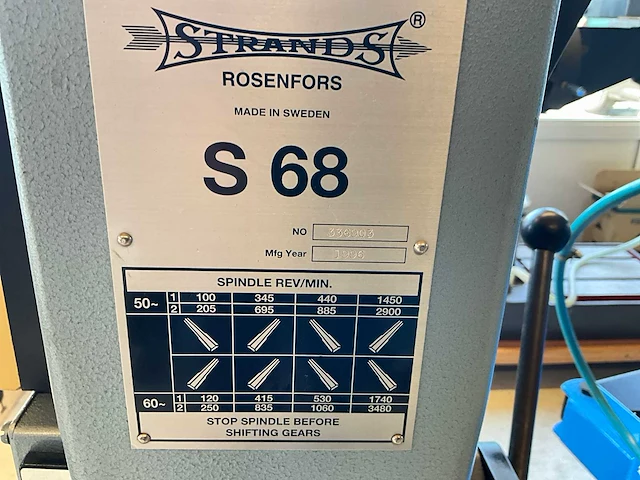 STRANDS ®
ROSENFORS
MADE IN SWEDEN
S 68
NO
Mfg Year 1996
SPINDLE REV/MIN.
50~ 1 100 345 440 1450
2 205 695 885 2900
60~ 1 120 415 530 1740
2 250 835 1060 3480
STOP SPINDLE BEFORE
SHIFTING GEARS